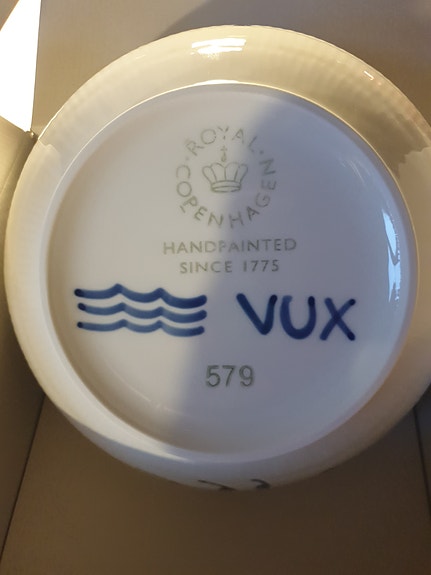 ROYAL
COPENHAGEN
HANDPAINTED
SINCE 1775
VUX
579